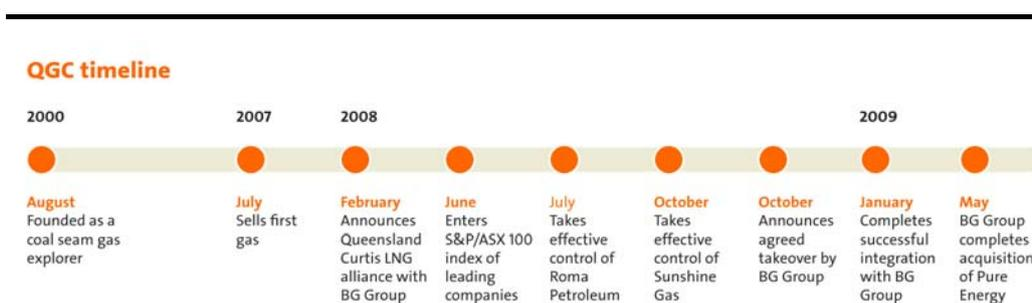 QGC timeline
2000
2007
2008
2009
August
Founded as a
coal seam gas
explorer
July
Sells first
gas
February
Announces
Queensland
Curtis LNG
alliance with
BG Group
June
Enters
S&P/ASX 100
index of
leading
companies
July
Takes
effective
control of
Roma
Petroleum
October
Takes
effective
control of
Sunshine
Gas
October
Announces
agreed
takeover by
BG Group
January
Completes
successful
integration
with BG
Group
May
BG Group
completes
acquisition
of Pure
Energy